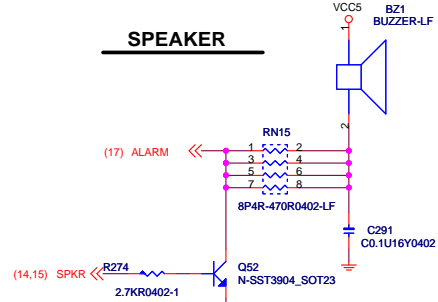 VCC5
BZ1
BUZZER-LF
1
SPEAKER
2
RN15
(17) ALARM
1 2
3 4
5 6
7 8
8P4R-470R0402-LF
C291
C0.1U16Y0402
(14,15) SPKR
R274
Q52
N-SST3904_SOT23
2.7KR0402-1